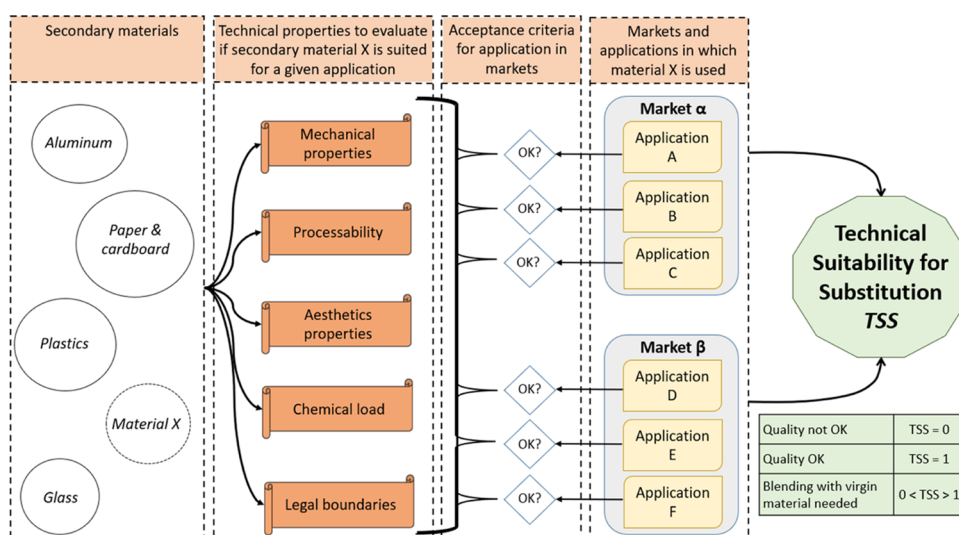 Secondary materials
Technical properties to evaluate
if secondary material X is suited
for a given application
Acceptance criteria
for application in
markets
Markets and
applications in which
material X is used
Aluminum
Paper &
cardboard
Plastics
Material X
Glass
Mechanical
properties
Processability
Aesthetics
properties
Chemical load
Legal boundaries
OK?
OK?
OK?
OK?
OK?
OK?
Market α
Application
A
Application
B
Application
C
Market β
Application
D
Application
E
Application
F
Technical
Suitability for
Substitution
TSS
Quality not OK TSS = 0
Quality OK TSS = 1
Blending with virgin
material needed 0 < TSS > 1